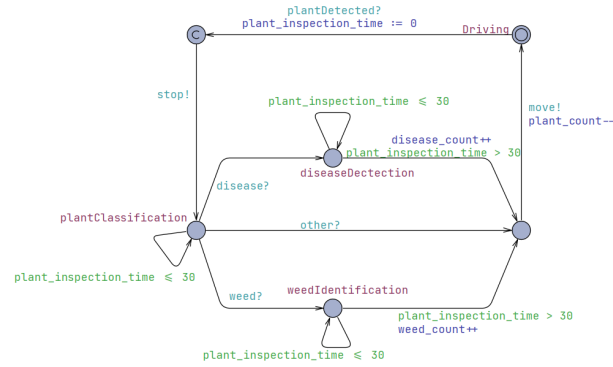 plantDetected?
plant_inspection_time := 0
Driving
C
stop!
plant_inspection_time ≤ 30
move!
plant_count--
disease_count++
plant_inspection_time > 30
disease?
diseaseDectection
plantClassification
other?
plant_inspection_time ≤ 30
weed?
weedIdentification
plant_inspection_time > 30
weed_count++
plant_inspection_time ≤ 30